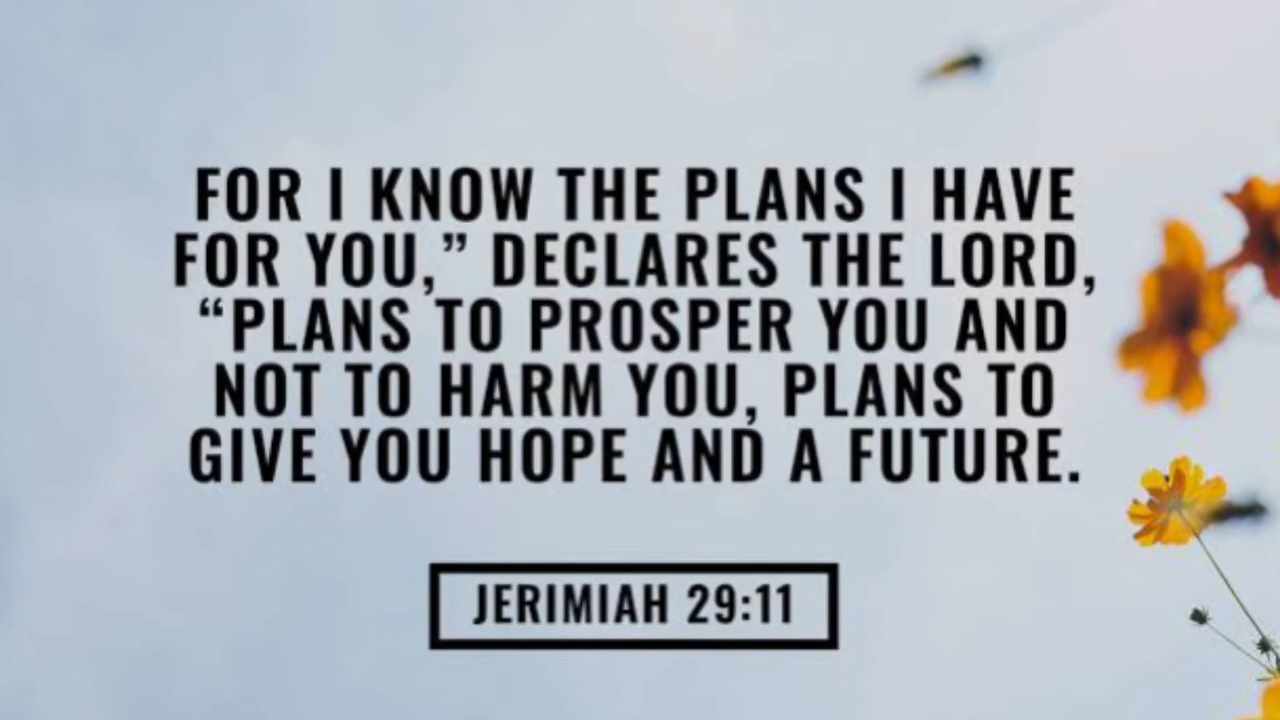 FOR I KNOW THE PLANS I HAVE
FOR YOU,” DECLARES THE LORD,
“PLANS TO PROSPER YOU AND
NOT TO HARM YOU, PLANS TO
GIVE YOU HOPE AND A FUTURE.
JERIMIAH 29:11